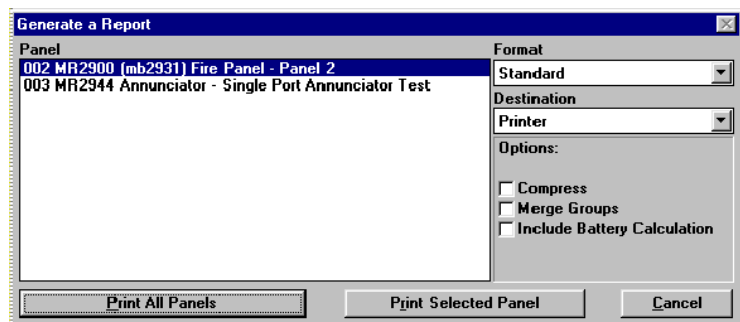 Generate a Report
Panel
002 MR2900 (mb2931) Fire Panel - Panel 2
003 MR2944 Annunciator - Single Port Annunciator Test
Format
Standard
Destination
Printer
Options:
Compress
Merge Groups
Include Battery Calculation
Print All Panels
Print Selected Panel
Cancel